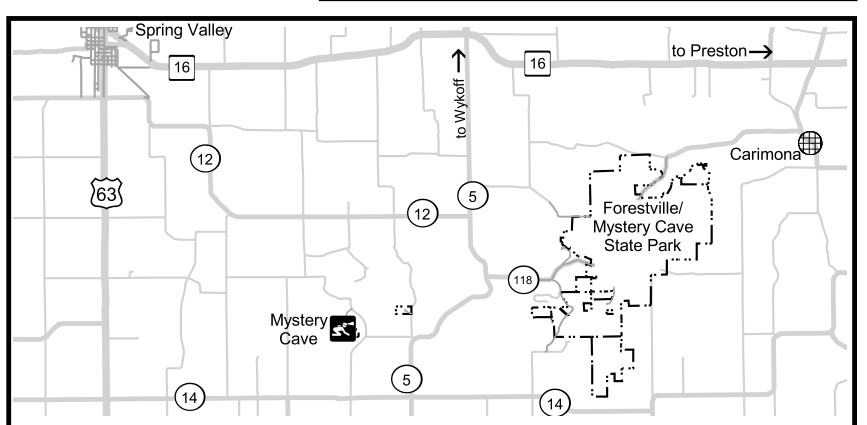 Spring Valley
16
16
to Preston
to Wykoff
12
Carimona
63
5
12
Forestville/
Mystery Cave
State Park
118
Mystery
Cave
5
14
14